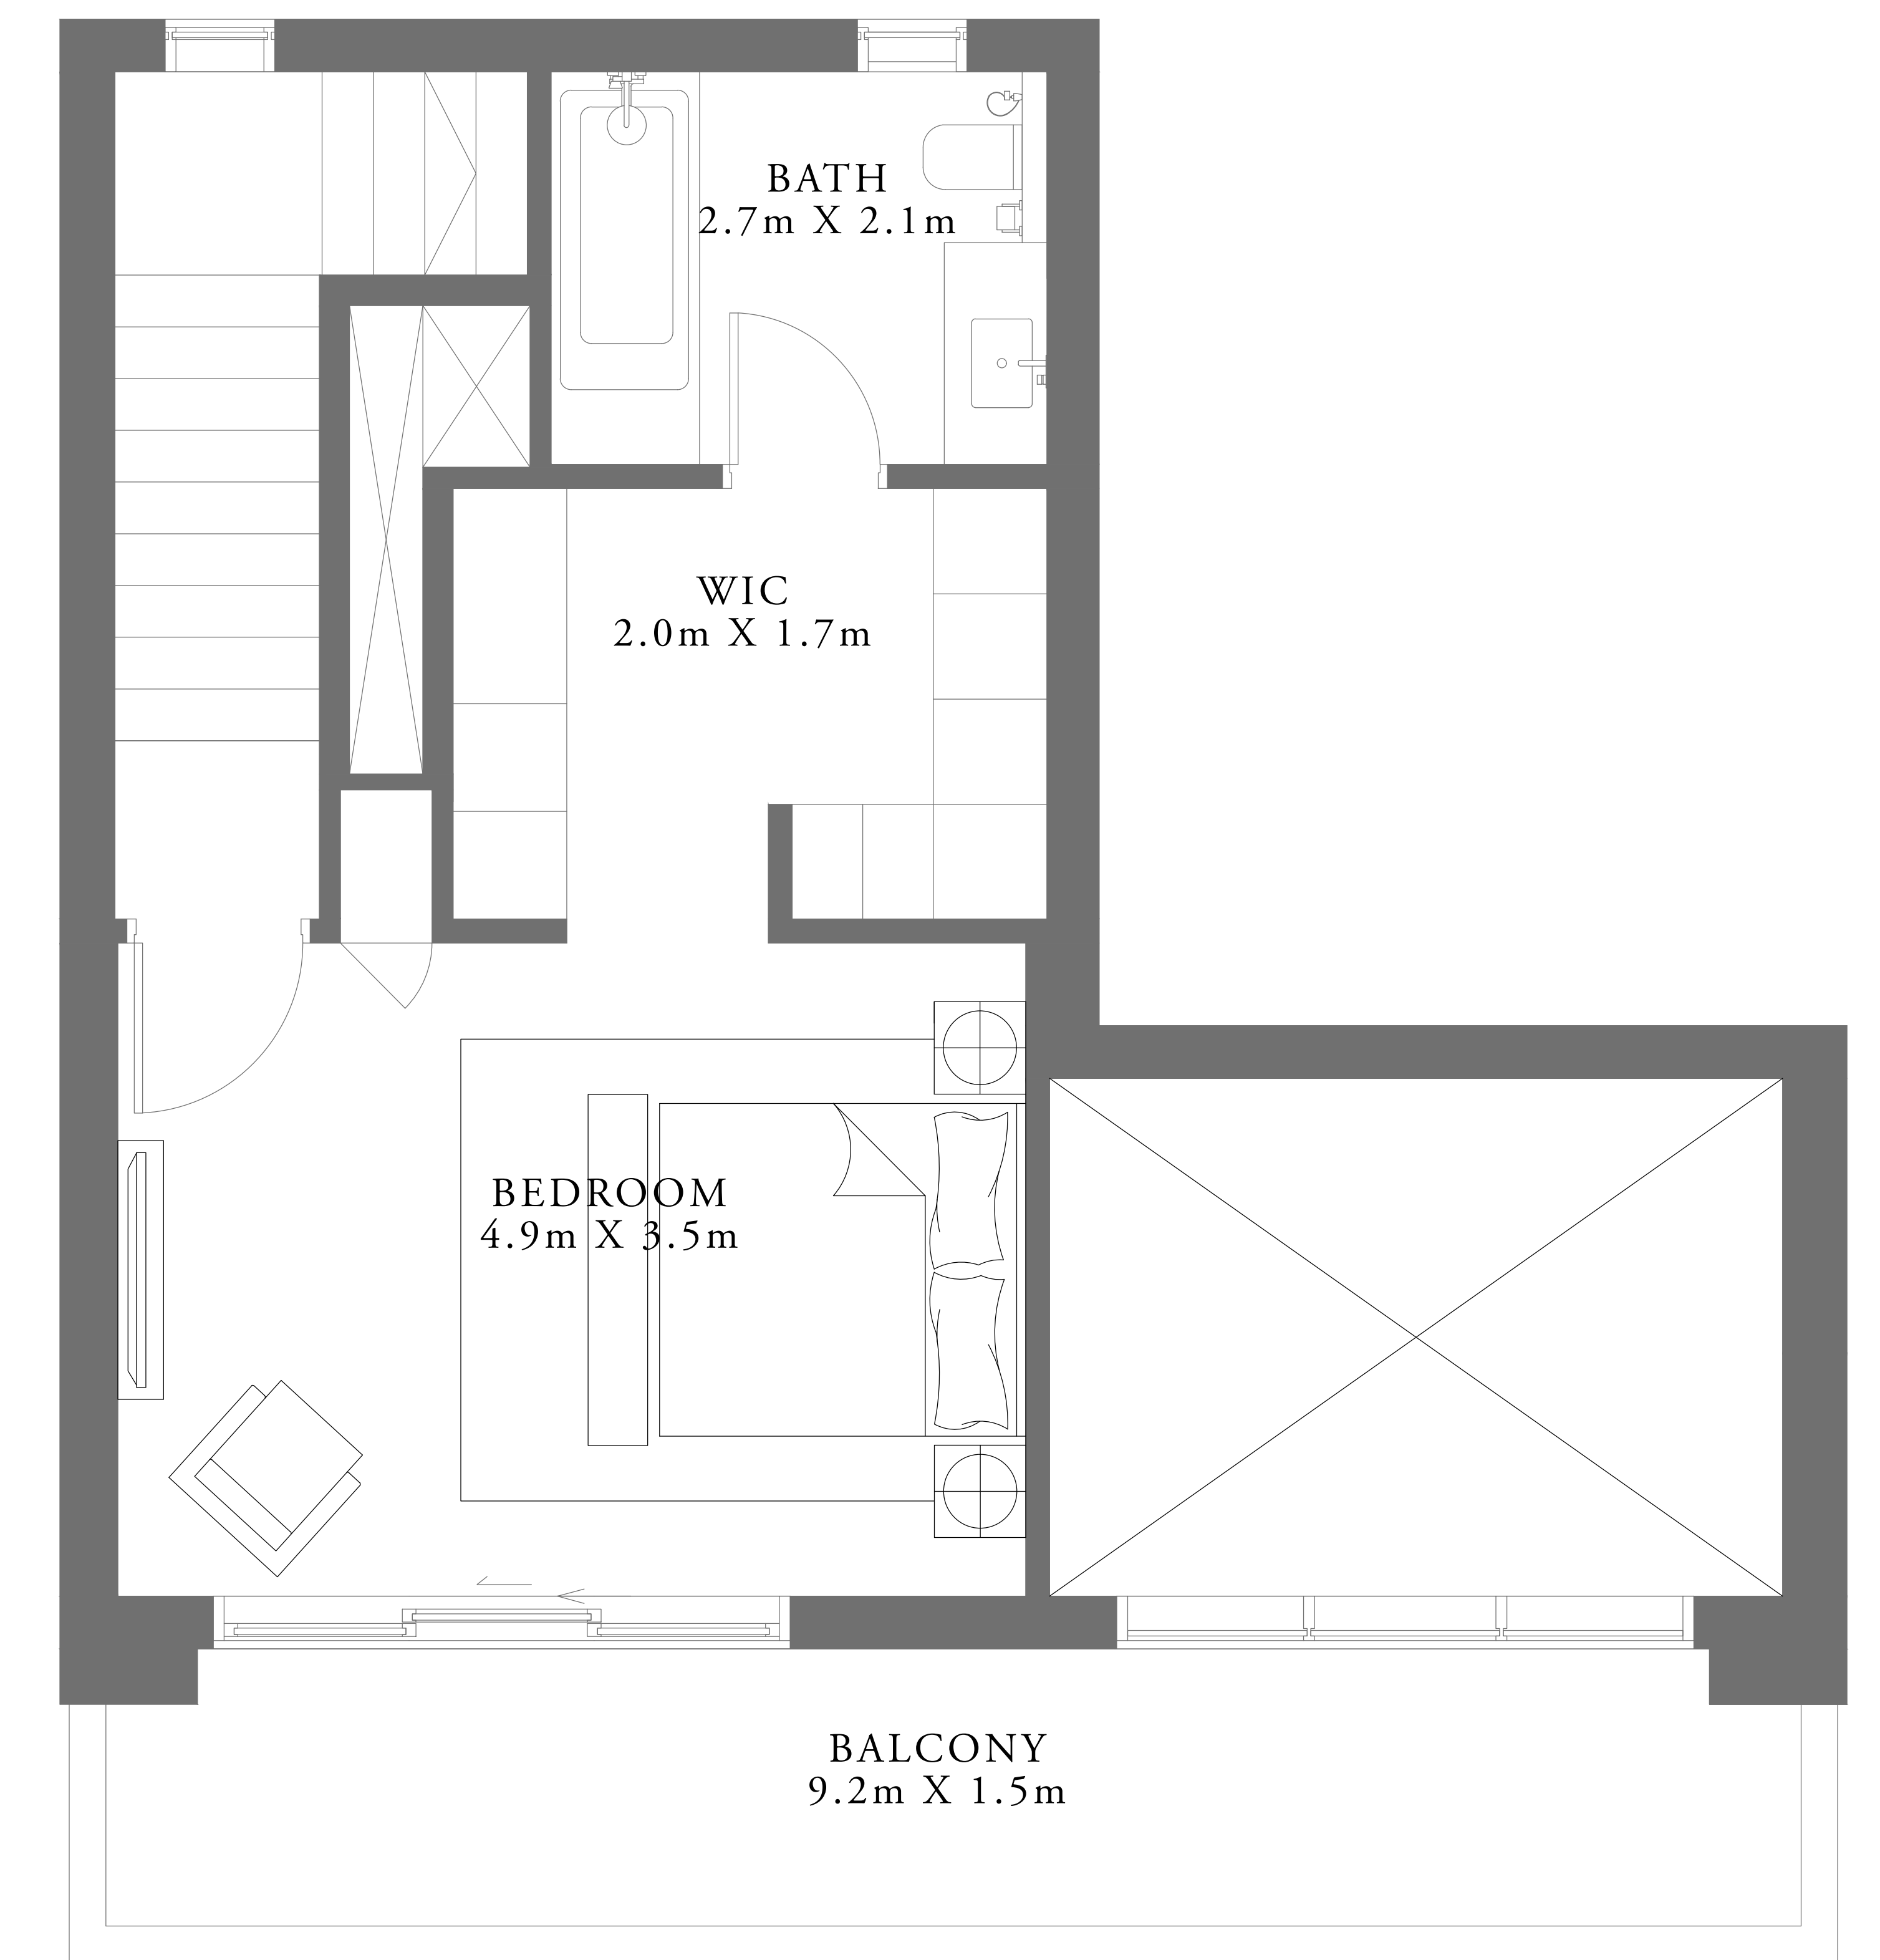 BATH
2.7m X 2.1m
WIC
2.0m X 1.7m
BEDROOM
4.9m X 3.5m
BALCONY
9.2m X 1.5m